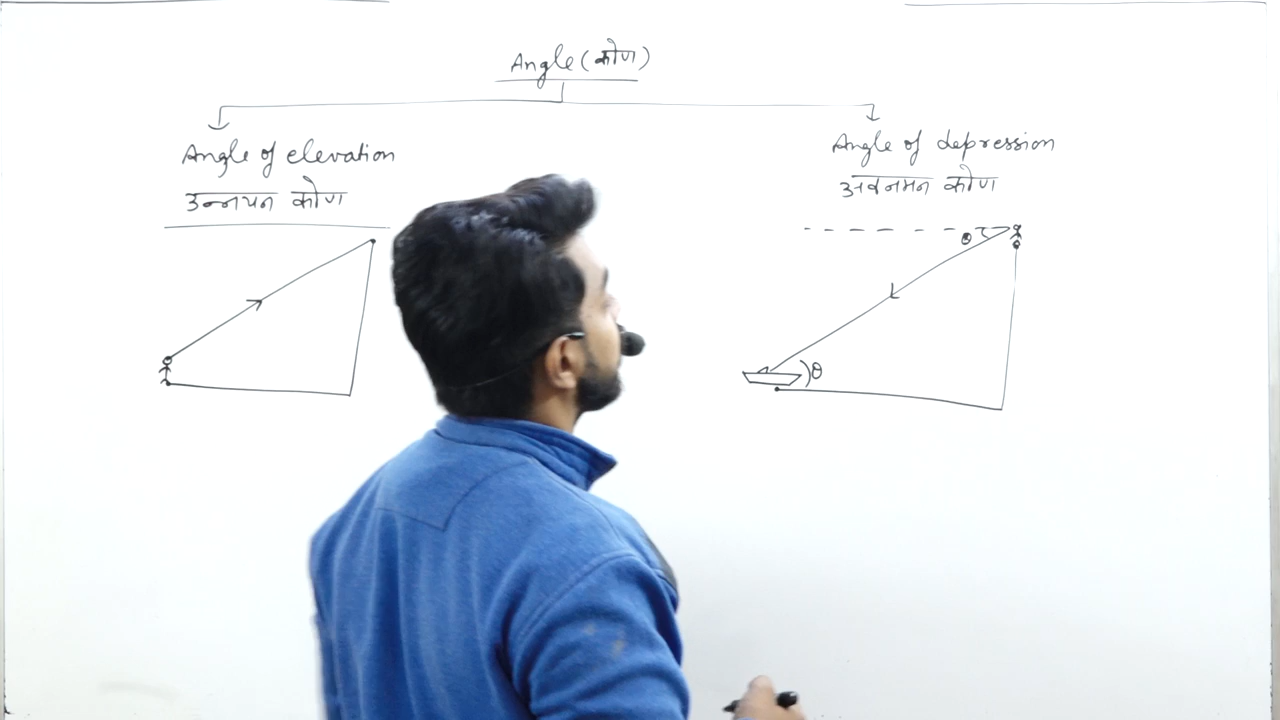 Angle (कोण)
Angle of elevation
उन्नयन कोण
Angle of depression
अवनमन कोण
θ
θ